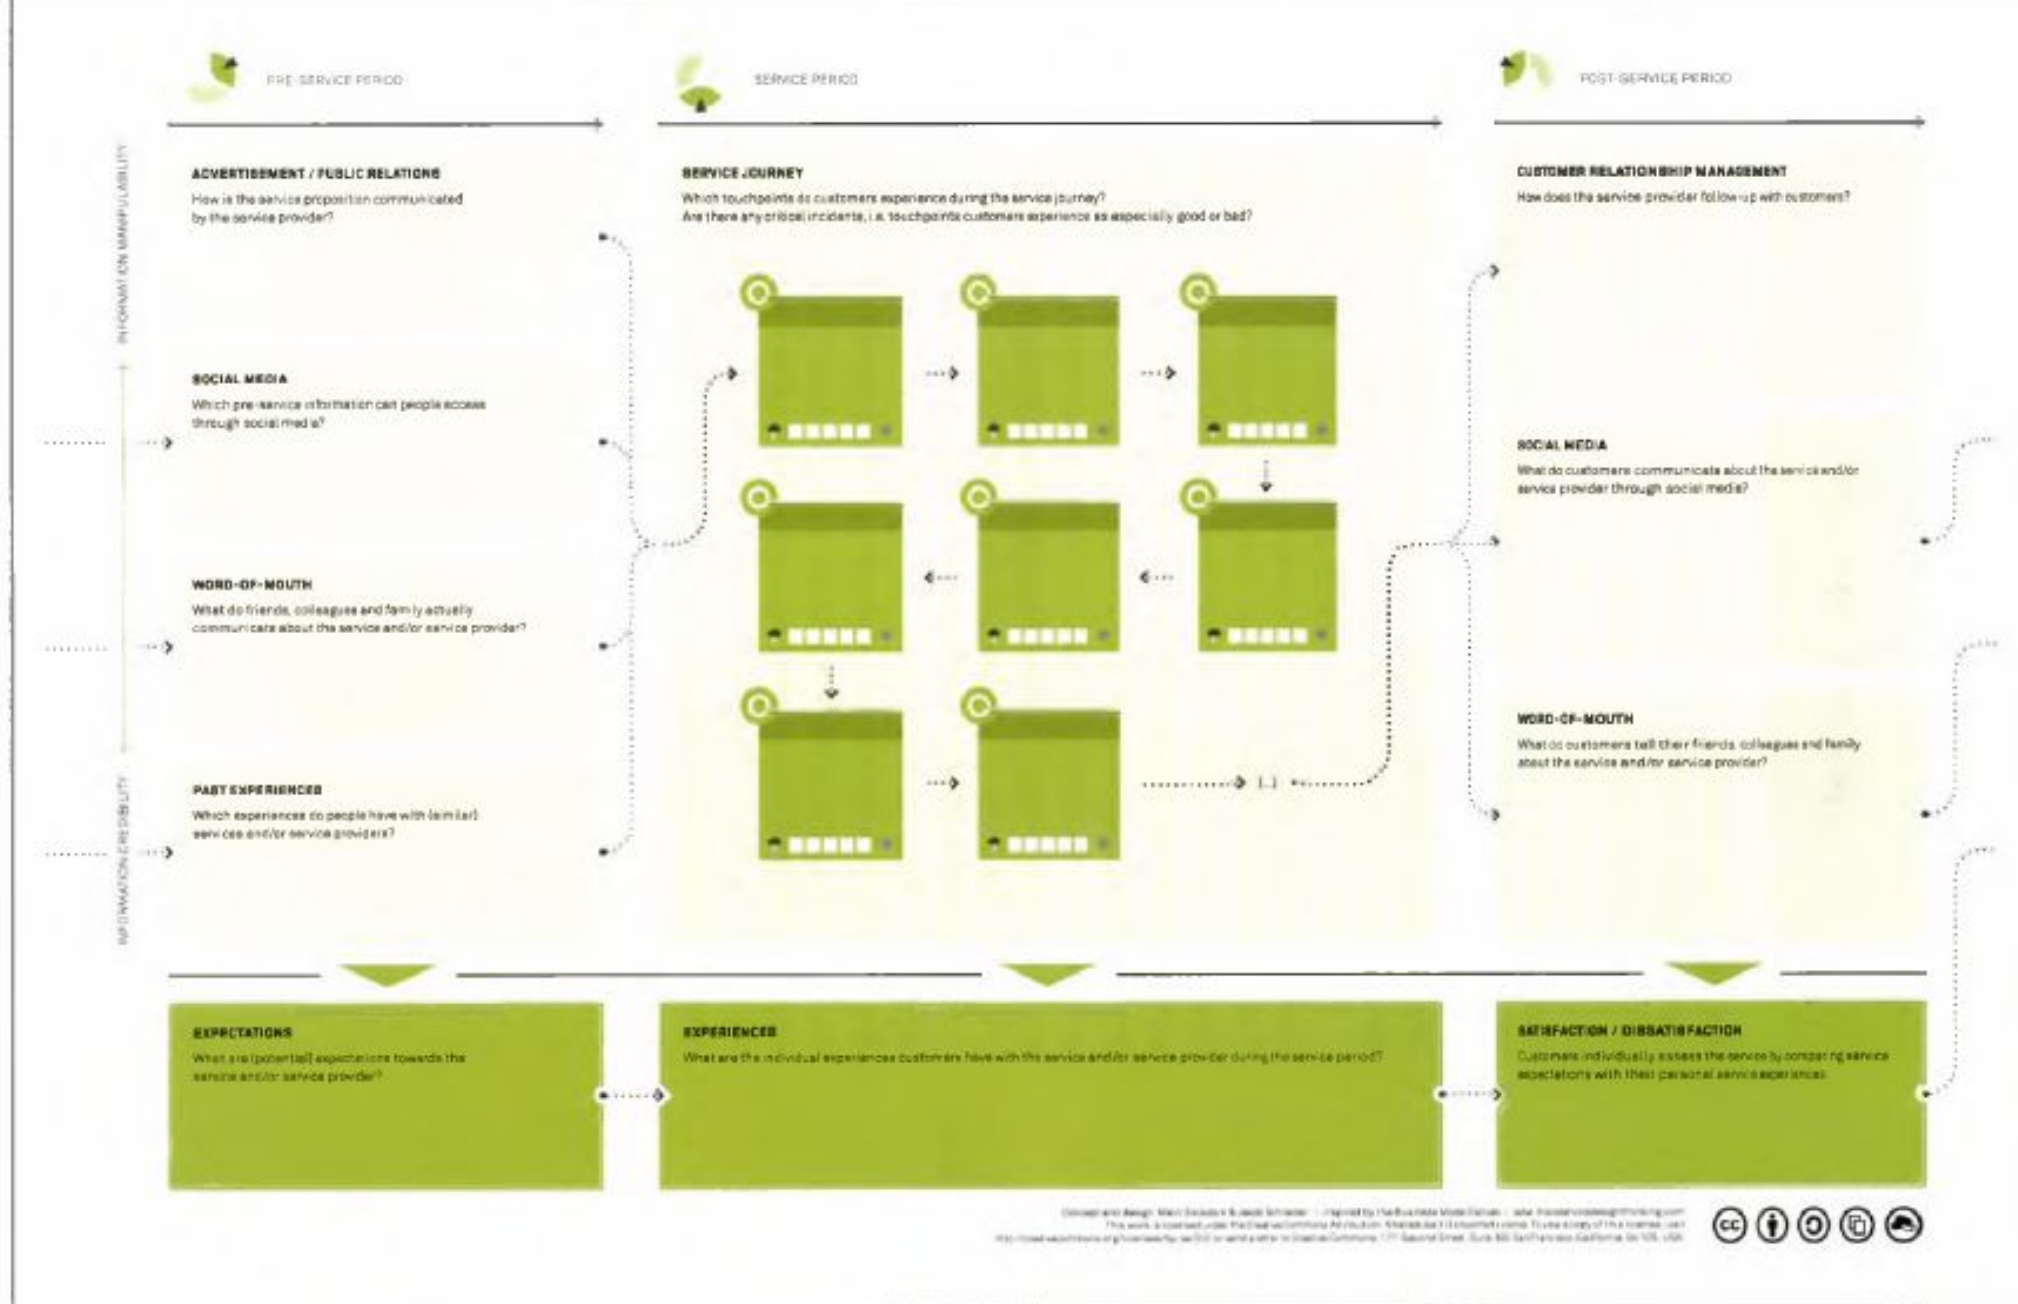 PRE-SERVICE PERIOD
SERVICE PERIOD
POST-SERVICE PERIOD
INFORMATION MANIPULABILITY
INFORMATION CREDIBILITY
ADVERTISEMENT / PUBLIC RELATIONS
How is the service proposition communicated
by the service provider?
SOCIAL MEDIA
Which pre-service information can people access
through social media?
WORD-OF-MOUTH
What do friends, colleagues and family actually
communicate about the service and/or service provider?
PAST EXPERIENCES
Which experiences do people have with (similar)
services and/or service providers?
SERVICE JOURNEY
Which touchpoints do customers experience during the service journey?
Are there any critical incidents, i.e. touchpoints customers experience as especially good or bad?
(...)
CUSTOMER RELATIONSHIP MANAGEMENT
How does the service provider follow-up with customers?
SOCIAL MEDIA
What do customers communicate about the service and/or
service provider through social media?
WORD-OF-MOUTH
What do customers tell their friends, colleagues and family
about the service and/or service provider?
EXPECTATIONS
What are (potential) expectations towards the
service and/or service provider?
EXPERIENCES
What are the individual experiences customers have with the service and/or service provider during the service period?
SATISFACTION / DISSATISFACTION
Customers individually assess the service by comparing service
expectations with their personal service experiences
cc